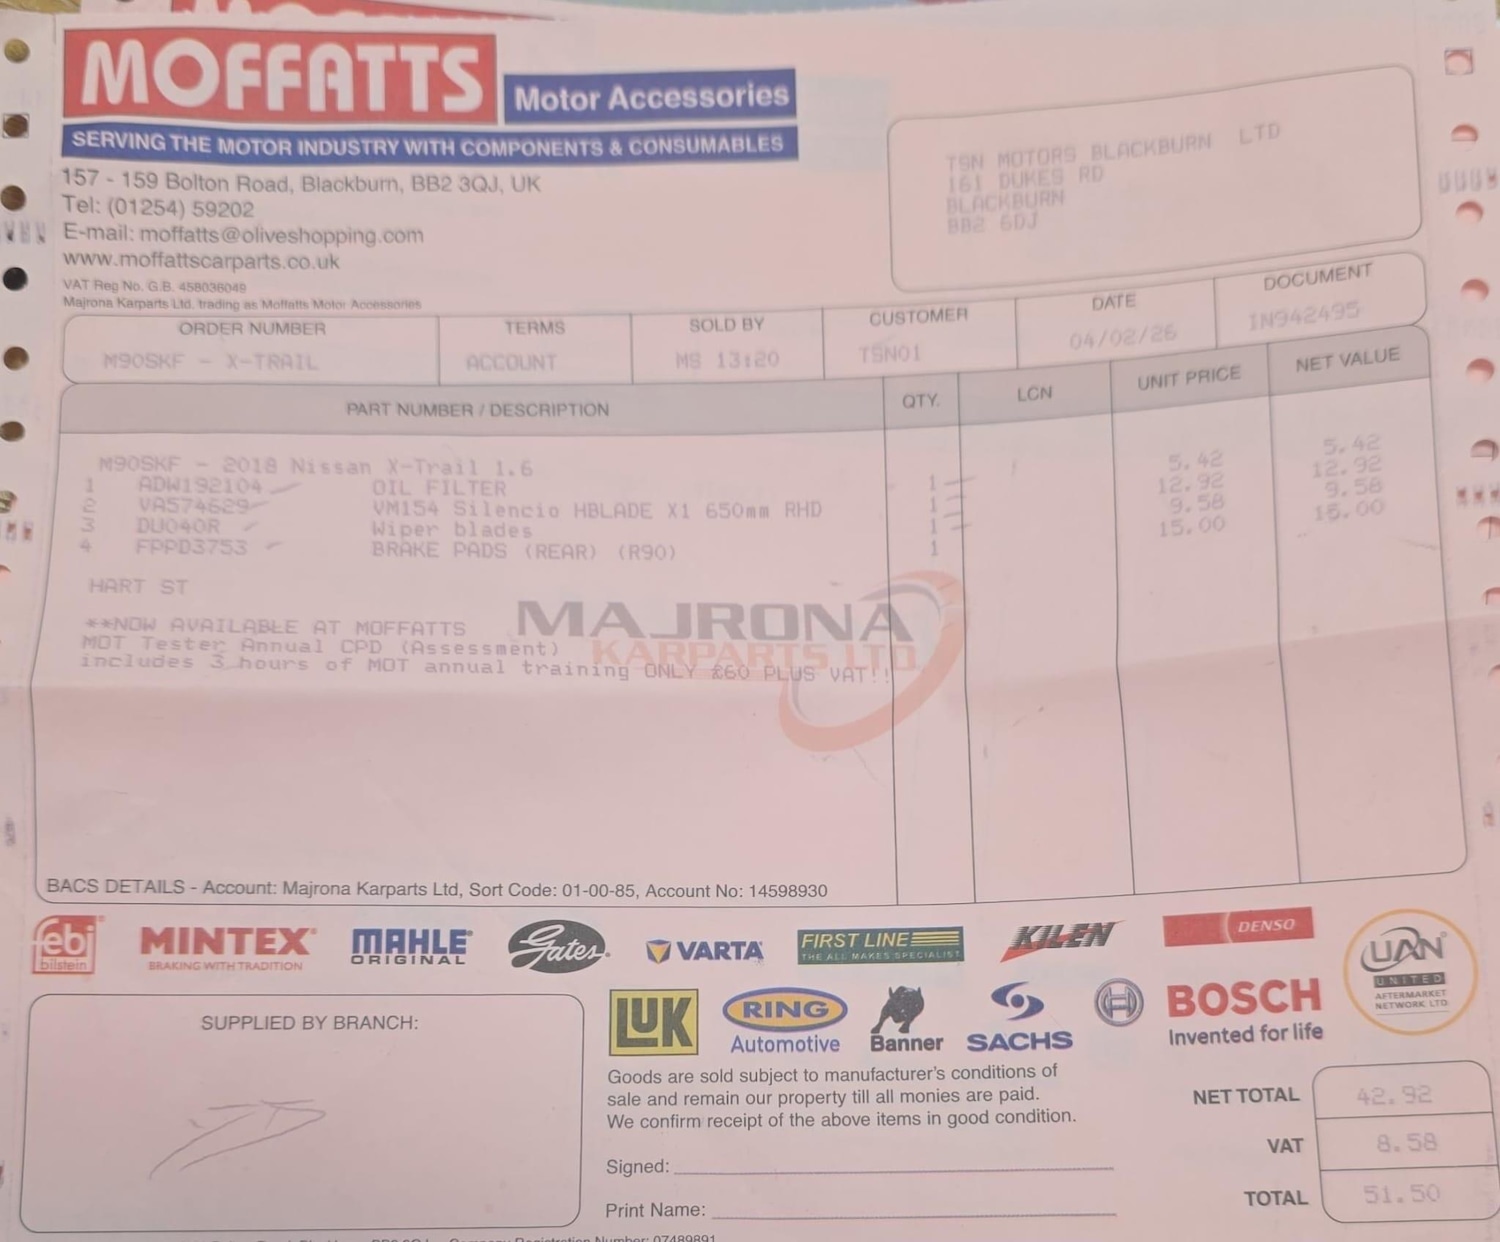 MOFFATTS
Motor Accessories
SERVING THE MOTOR INDUSTRY WITH COMPONENTS & CONSUMABLES
157 - 159 Bolton Road, Blackburn, BB2 3QJ, UK
Tel: (01254) 59202
E-mail: moffatts@oliveshopping.com
www.moffattscarparts.co.uk
VAT Reg No. G.B. 458036049
Majrona Karparts Ltd. trading as Moffatts Motor Accessories
TSN MOTORS BLACKBURN LTD
161 DUKES RD
BLACKBURN
BB2 6DJ
ORDER NUMBER TERMS SOLD BY CUSTOMER DATE DOCUMENT
M90SKF - X-TRAIL ACCOUNT MS 13:20 TSN01 04/02/26 IN942495
PART NUMBER / DESCRIPTION QTY. LCN UNIT PRICE NET VALUE
M90SKF - 2018 Nissan X-Trail 1.6
1 ADW192104 OIL FILTER 1 5.42 5.42
2 VA574629 VM154 Silencio HBLADE X1 650mm RHD 1 12.92 12.92
3 DU040R Wiper blades 1 9.58 9.58
4 FPPD3753 BRAKE PADS (REAR) (R90) 1 15.00 15.00
HART ST
**NOW AVAILABLE AT MOFFATTS
MOT Tester Annual CPD (Assessment)
includes 3 hours of MOT annual training ONLY £60 PLUS VAT!!
MAJRONA
KARPARTS LTD
BACS DETAILS - Account: Majrona Karparts Ltd, Sort Code: 01-00-85, Account No: 14598930
febi
bilstein
MINTEX
BRAKING WITH TRADITION
MAHLE
ORIGINAL
Gates
VARTA
FIRST LINE
THE ALL MAKES SPECIALIST
KILEN
DENSO
UAN
UNITED
AFTERMARKET
NETWORK LTD
LUK
RING
Automotive
Banner
SACHS
BOSCH
Invented for life
SUPPLIED BY BRANCH:
Goods are sold subject to manufacturer's conditions of
sale and remain our property till all monies are paid.
We confirm receipt of the above items in good condition.
Signed:
Print Name:
NET TOTAL 42.92
VAT 8.58
TOTAL 51.50
Number: 07489891